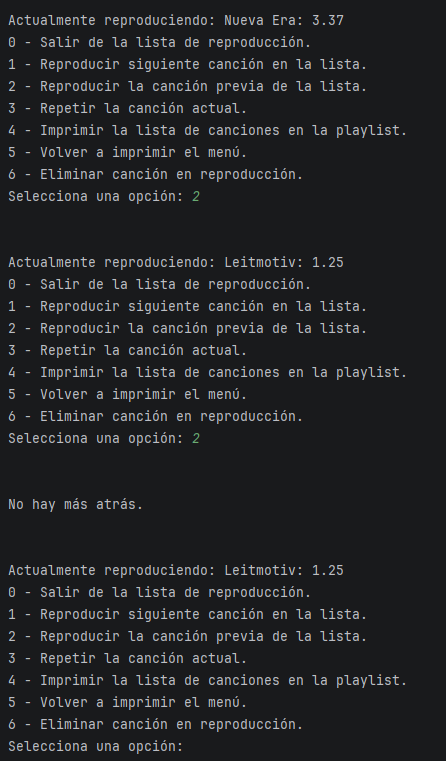 Actualmente reproduciendo: Nueva Era: 3.37
0 - Salir de la lista de reproducción.
1 - Reproducir siguiente canción en la lista.
2 - Reproducir la canción previa de la lista.
3 - Repetir la canción actual.
4 - Imprimir la lista de canciones en la playlist.
5 - Volver a imprimir el menú.
6 - Eliminar canción en reproducción.
Selecciona una opción: 2
Actualmente reproduciendo: Leitmotiv: 1.25
0 - Salir de la lista de reproducción.
1 - Reproducir siguiente canción en la lista.
2 - Reproducir la canción previa de la lista.
3 - Repetir la canción actual.
4 - Imprimir la lista de canciones en la playlist.
5 - Volver a imprimir el menú.
6 - Eliminar canción en reproducción.
Selecciona una opción: 2
No hay más atrás.
Actualmente reproduciendo: Leitmotiv: 1.25
0 - Salir de la lista de reproducción.
1 - Reproducir siguiente canción en la lista.
2 - Reproducir la canción previa de la lista.
3 - Repetir la canción actual.
4 - Imprimir la lista de canciones en la playlist.
5 - Volver a imprimir el menú.
6 - Eliminar canción en reproducción.
Selecciona una opción: